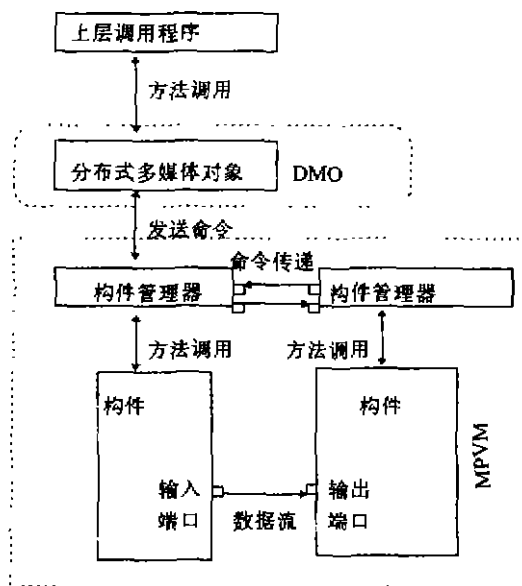 上层调用程序
方法调用
分布式多媒体对象
DMO
发送命令
命令传递
构件管理器
构件管理器
方法调用
方法调用
构件
构件
MPVM
输入
端口
数据流
输出
端口